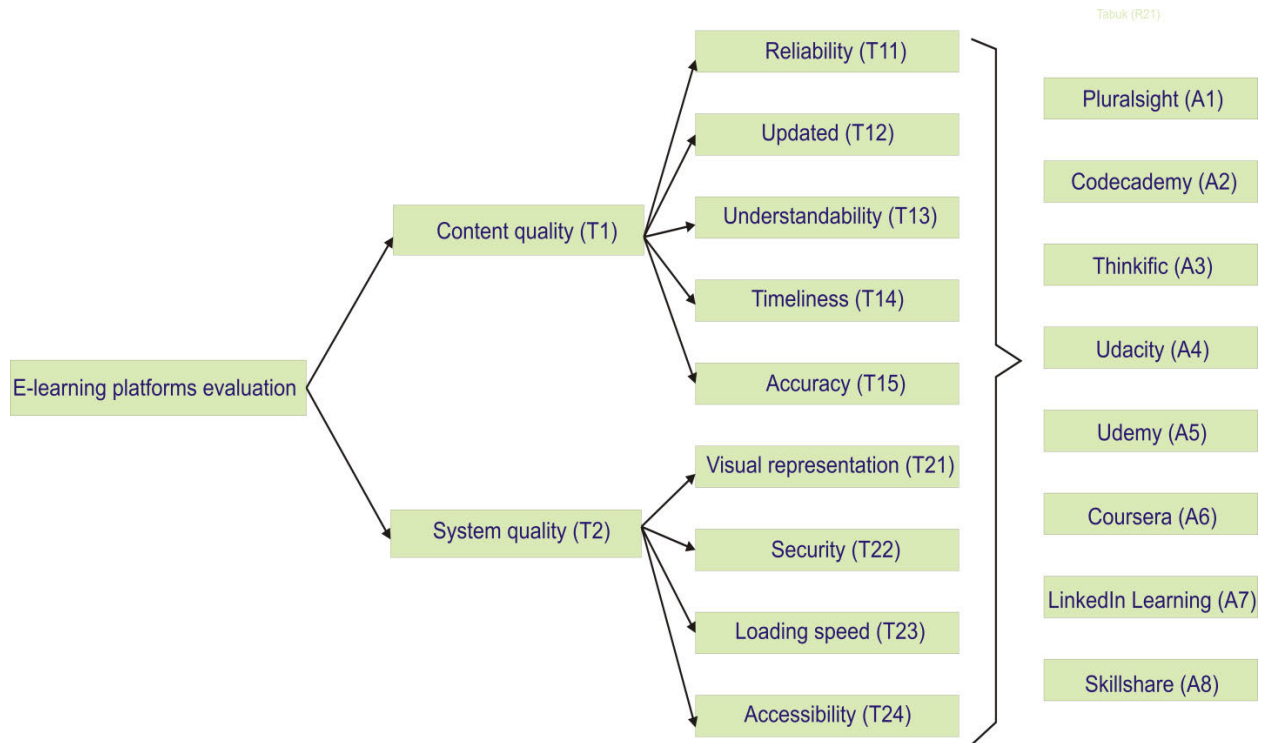 Tabuk (R21)
Reliability (T11)
Pluralsight (A1)
Updated (T12)
Codecademy (A2)
Content quality (T1)
Understandability (T13)
Thinkific (A3)
Timeliness (T14)
Udacity (A4)
E-learning platforms evaluation
Accuracy (T15)
Udemy (A5)
Visual representation (T21)
System quality (T2)
Security (T22)
Coursera (A6)
Loading speed (T23)
LinkedIn Learning (A7)
Accessibility (T24)
Skillshare (A8)